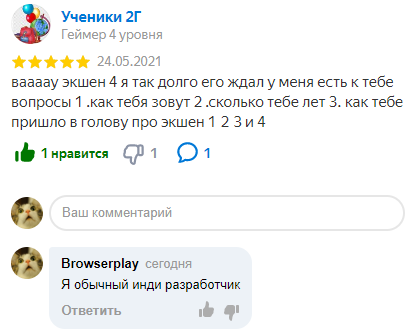 Ученики 2Г
Геймер 4 уровня
24.05.2021
ваааау экшен 4 я так долго его ждал у меня есть к тебе
вопросы 1 .как тебя зовут 2 .сколько тебе лет 3. как тебе
пришло в голову про экшен 1 2 3 и 4
1 нравится 1 1
Ваш комментарий
Browserplay сегодня
Я обычный инди разработчик
Ответить